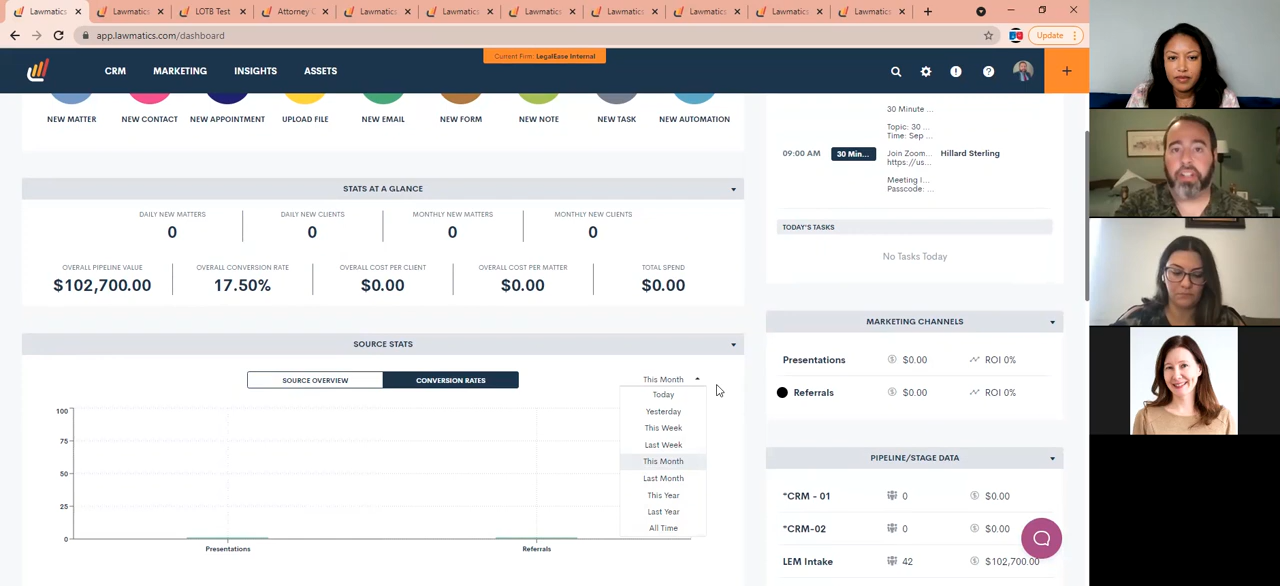 Lawmatics
Lawmatics
LOTB Test
Attorney C
Lawmatics
Lawmatics
Lawmatics
Lawmatics
Lawmatics
Lawmatics
Lawmatics
app.lawmatics.com/dashboard
Update
Current Firm: LegalEase Internal
CRM
MARKETING
INSIGHTS
ASSETS
NEW MATTER
NEW CONTACT
NEW APPOINTMENT
UPLOAD FILE
NEW EMAIL
NEW FORM
NEW NOTE
NEW TASK
NEW AUTOMATION
STATS AT A GLANCE
DAILY NEW MATTERS
0
DAILY NEW CLIENTS
0
MONTHLY NEW MATTERS
0
MONTHLY NEW CLIENTS
0
OVERALL PIPELINE VALUE
$102,700.00
OVERALL CONVERSION RATE
17.50%
OVERALL COST PER CLIENT
$0.00
OVERALL COST PER MATTER
$0.00
TOTAL SPEND
$0.00
SOURCE STATS
SOURCE OVERVIEW
CONVERSION RATES
This Month
Today
Yesterday
This Week
Last Week
This Month
Last Month
This Year
Last Year
All Time
100
75
50
25
0
Presentations
Referrals
30 Minute ...
Topic: 30 ...
Time: Sep ...
09:00 AM
30 Min...
Join Zoom...
https://us...
Hillard Sterling
Meeting I...
Passcode: ...
TODAY'S TASKS
No Tasks Today
MARKETING CHANNELS
Presentations $0.00 ROI 0%
Referrals $0.00 ROI 0%
PIPELINE/STAGE DATA
*CRM - 01 0 $0.00
*CRM-02 0 $0.00
LEM Intake 42 $102,700.00